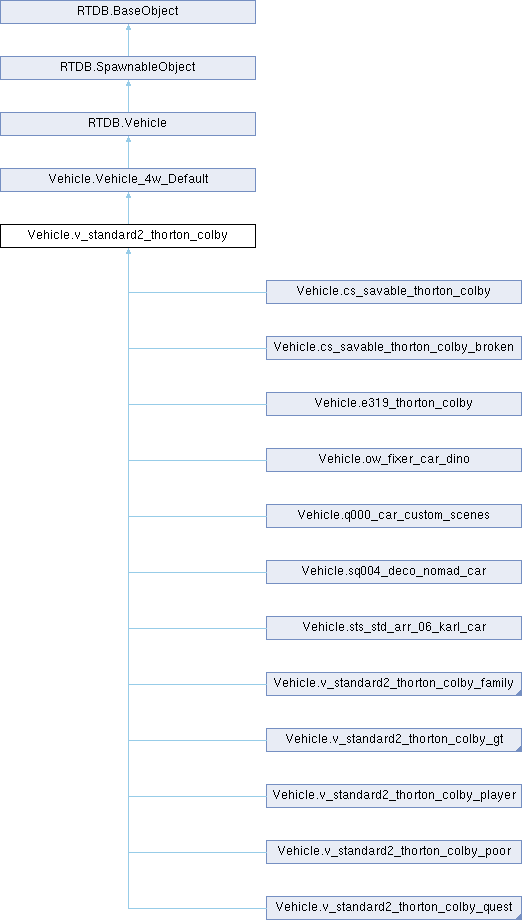 RTDB.BaseObject
RTDB.SpawnableObject
RTDB.Vehicle
Vehicle.Vehicle_4w_Default
Vehicle.v_standard2_thorton_colby
Vehicle.cs_savable_thorton_colby
Vehicle.cs_savable_thorton_colby_broken
Vehicle.e319_thorton_colby
Vehicle.ow_fixer_car_dino
Vehicle.q000_car_custom_scenes
Vehicle.sq004_deco_nomad_car
Vehicle.sts_std_arr_06_karl_car
Vehicle.v_standard2_thorton_colby_family
Vehicle.v_standard2_thorton_colby_gt
Vehicle.v_standard2_thorton_colby_player
Vehicle.v_standard2_thorton_colby_poor
Vehicle.v_standard2_thorton_colby_quest